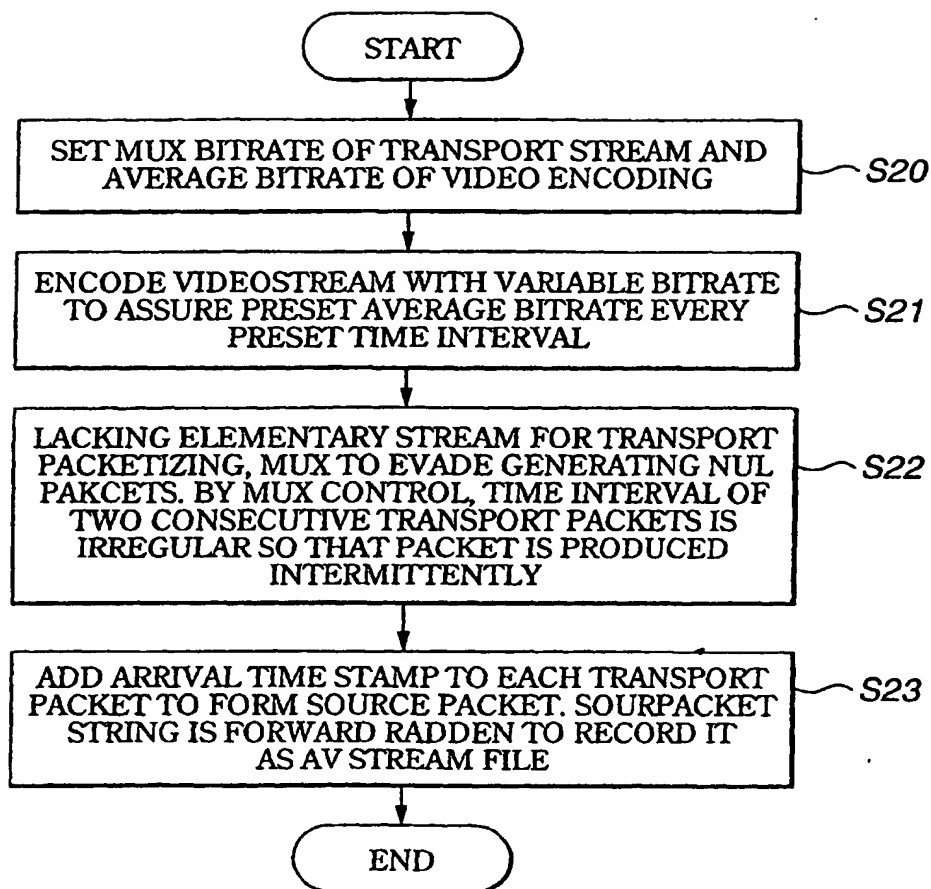 START
SET MUX BITRATE OF TRANSPORT STREAM AND
AVERAGE BITRATE OF VIDEO ENCODING
S20
ENCODE VIDEOSTREAM WITH VARIABLE BITRATE
TO ASSURE PRESET AVERAGE BITRATE EVERY
PRESET TIME INTERVAL
S21
LACKING ELEMENTARY STREAM FOR TRANSPORT
PACKETIZING, MUX TO EVADE GENERATING NUL
PAKCETS. BY MUX CONTROL, TIME INTERVAL OF
TWO CONSECUTIVE TRANSPORT PACKETS IS
IRREGULAR SO THAT PACKET IS PRODUCED
INTERMITTENTLY
S22
ADD ARRIVAL TIME STAMP TO EACH TRANSPORT
PACKET TO FORM SOURCE PACKET. SOURPACKET
STRING IS FORWARD RADDEN TO RECORD IT
AS AV STREAM FILE
S23
END